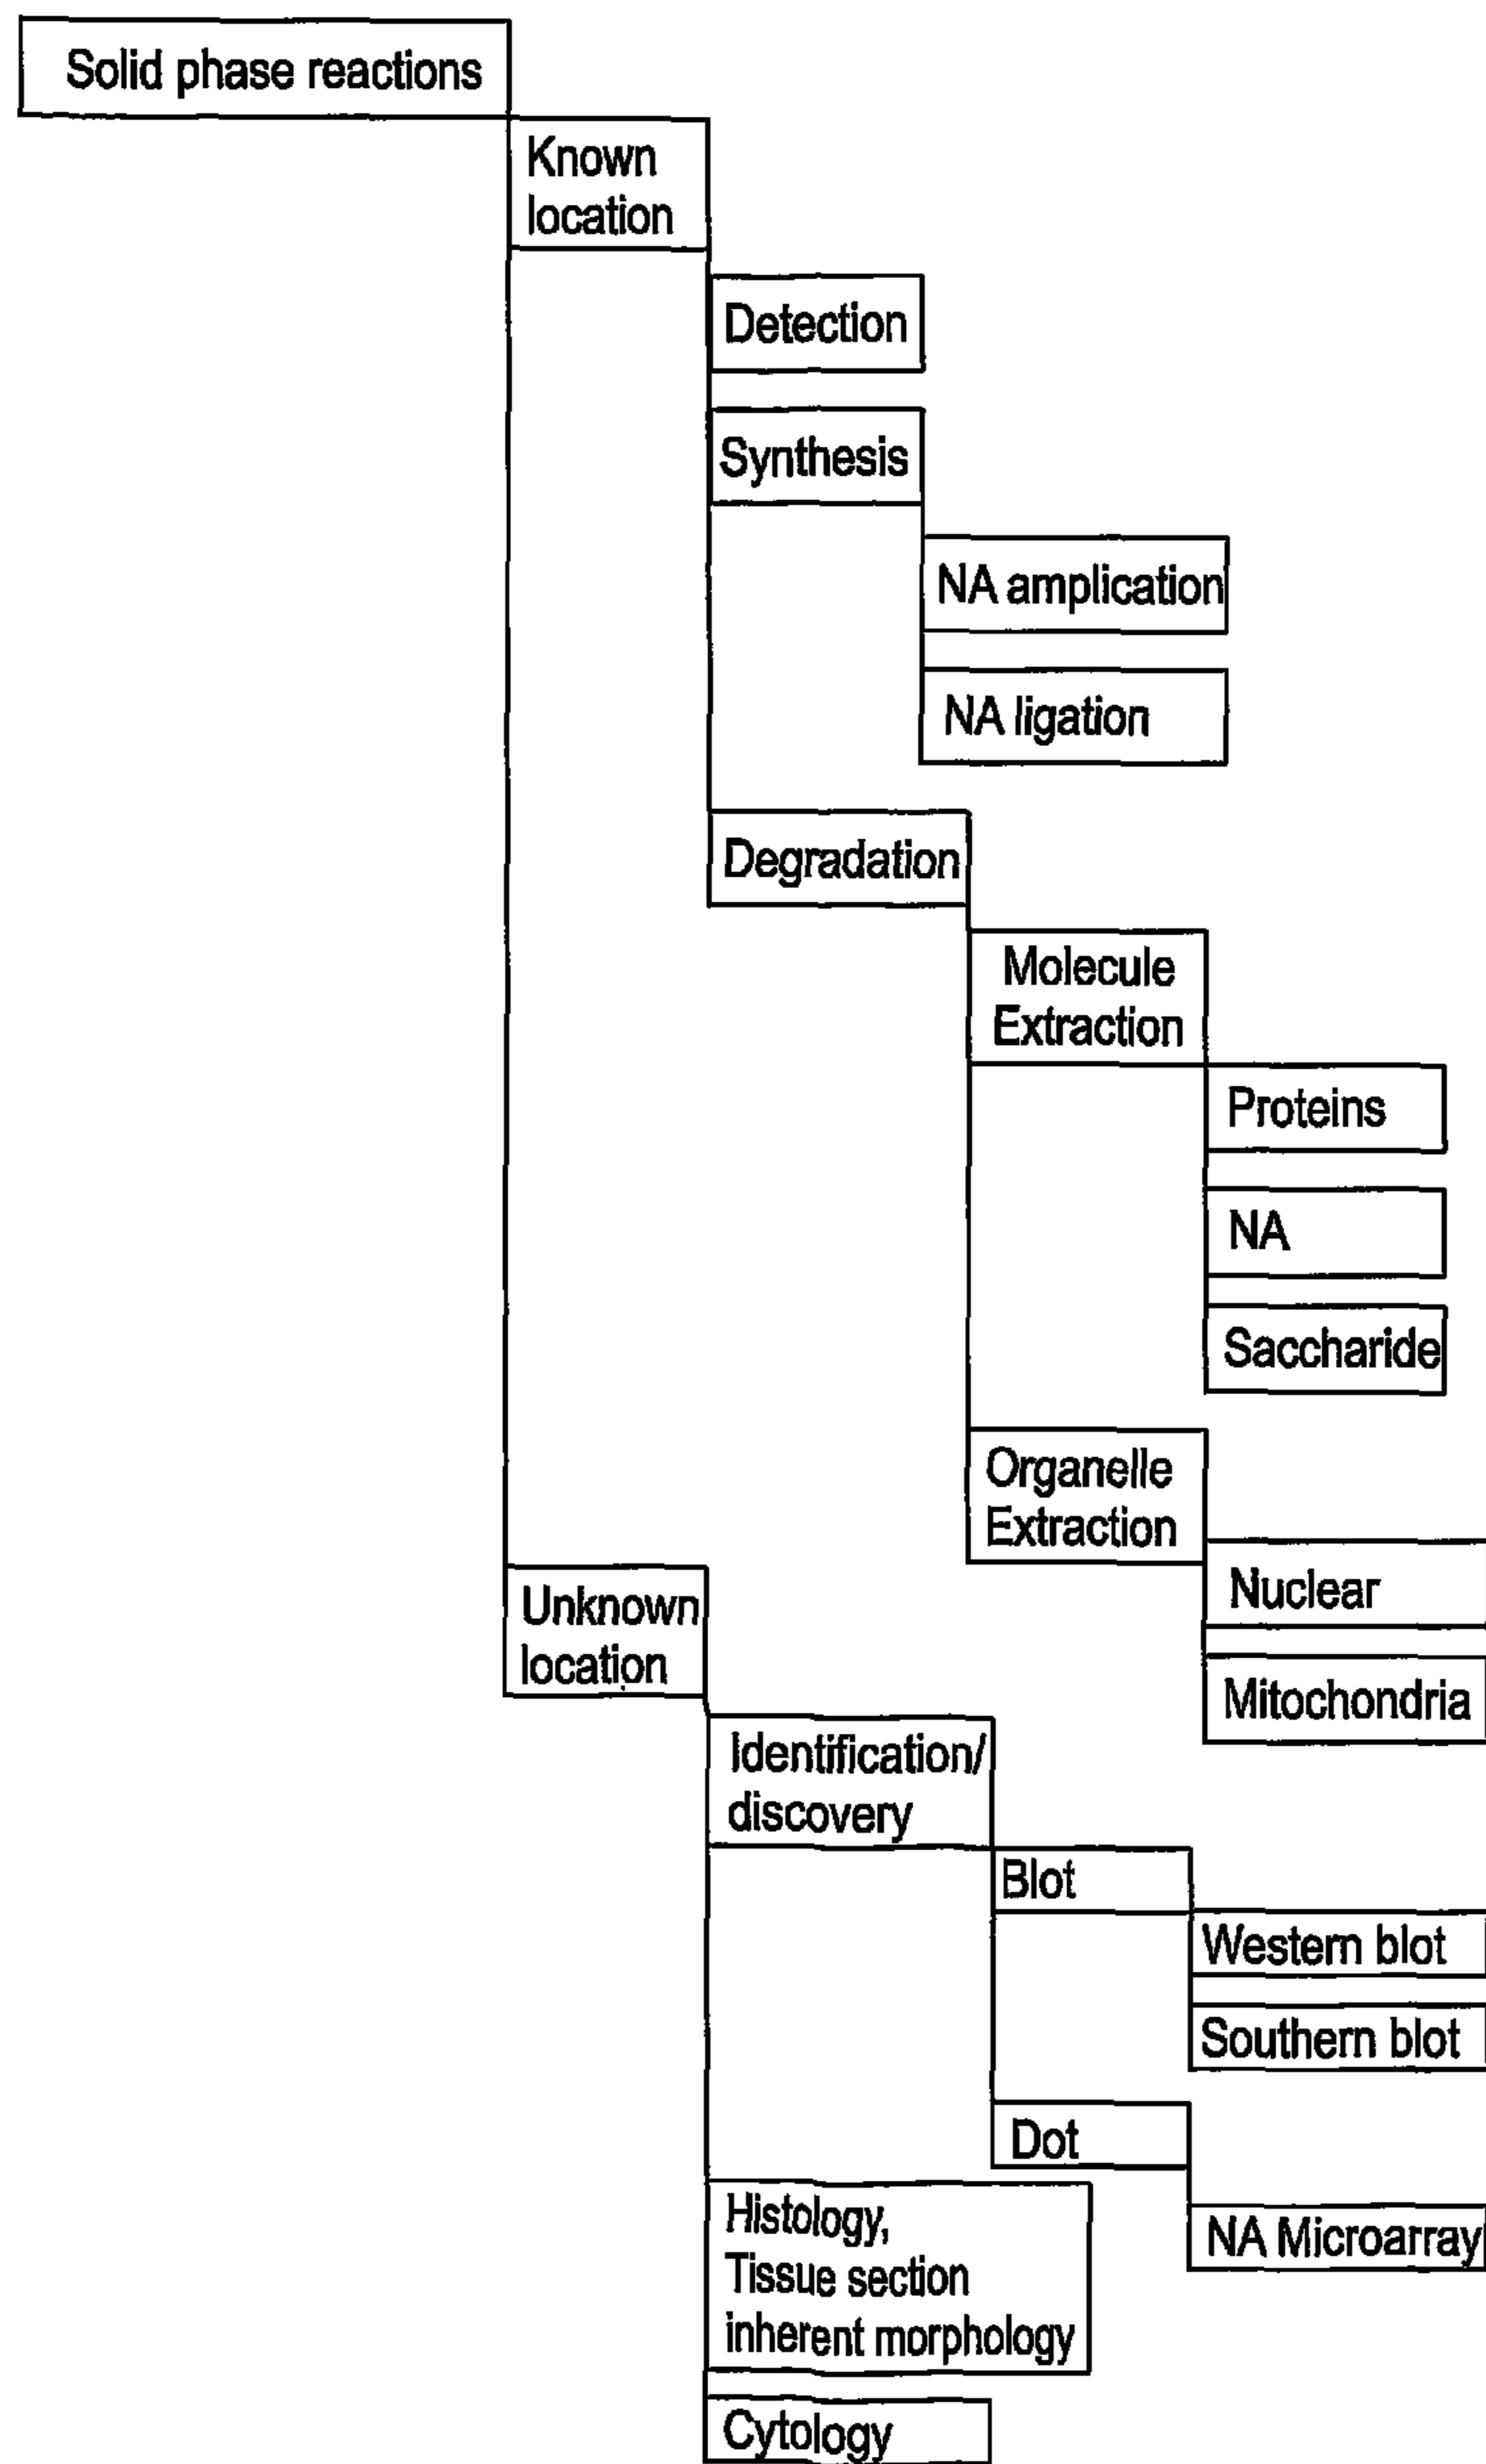 Solid phase reactions
Known
location
Detection
Synthesis
NA amplication
NA ligation
Degradation
Molecule
Extraction
Proteins
NA
Saccharide
Organelle
Extraction
Nuclear
Mitochondria
Unknown
location
Identification/
discovery
Blot
Western blot
Southern blot
Dot
NA Microarray
Histology,
Tissue section
inherent morphology
Cytology